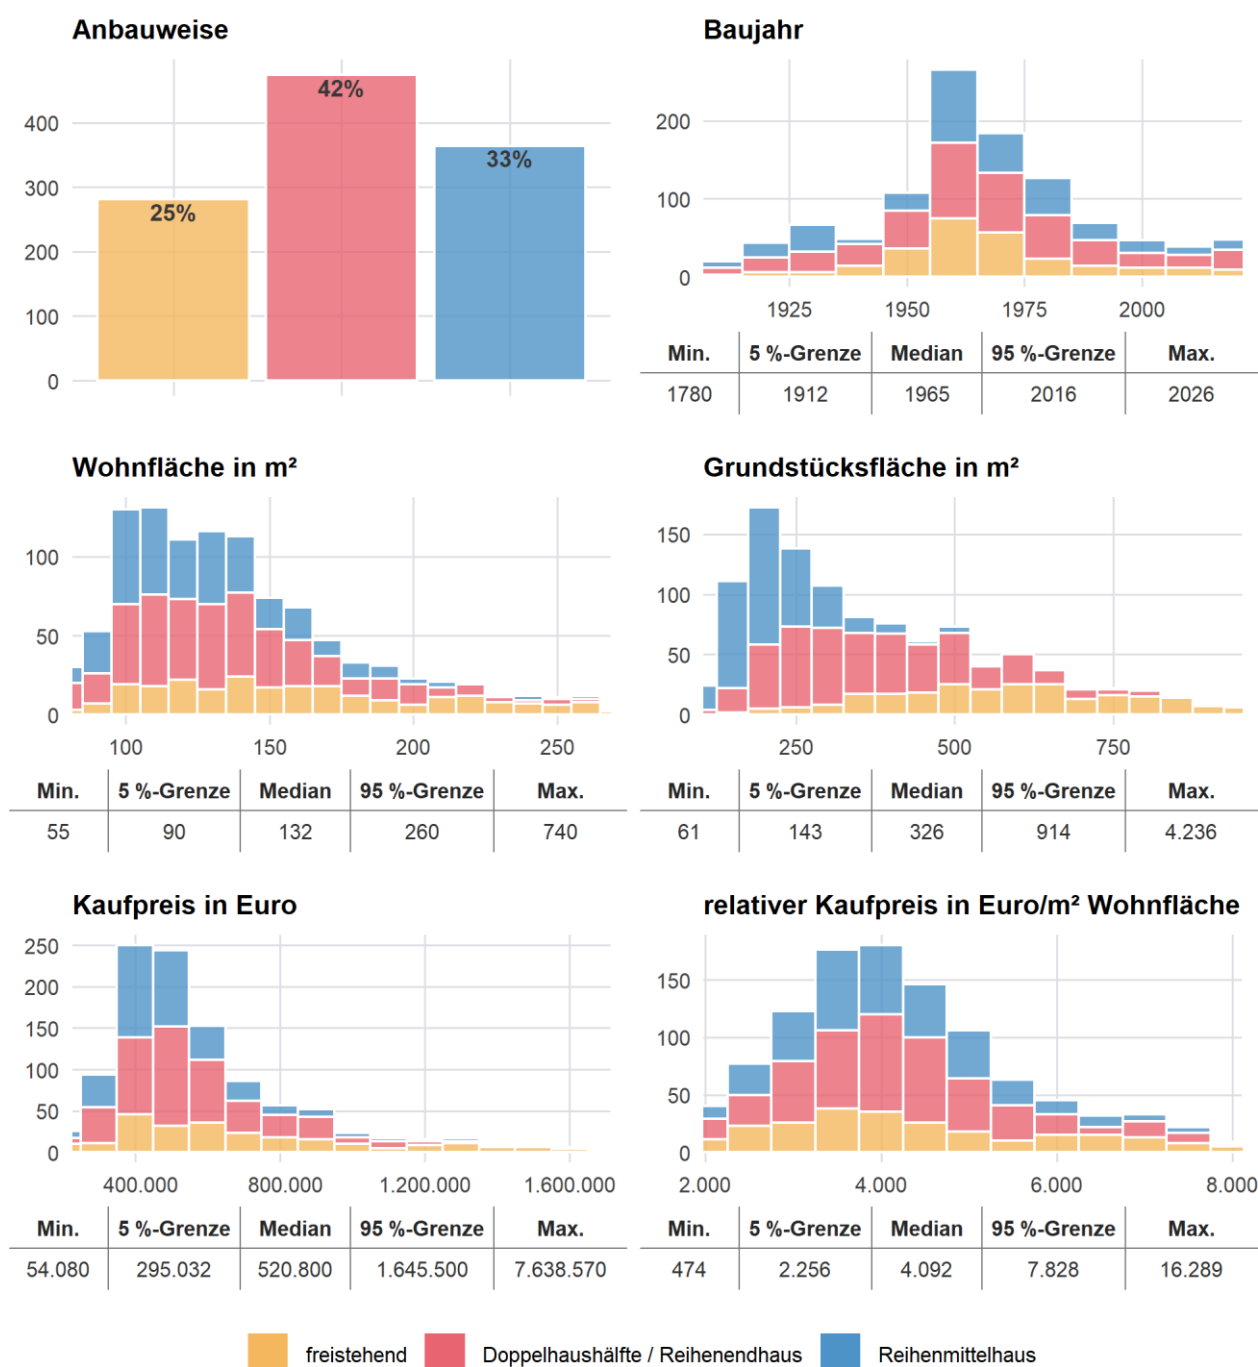 Anbauweise
400
300
200
100
0
25%
42%
33%
Baujahr
200
100
0
1925 1950 1975 2000
Min. 5 %-Grenze Median 95 %-Grenze Max.
1780 1912 1965 2016 2026
Wohnfläche in m²
100
50
0
100 150 200 250
Min. 5 %-Grenze Median 95 %-Grenze Max.
55 90 132 260 740
Grundstücksfläche in m²
150
100
50
0
250 500 750
Min. 5 %-Grenze Median 95 %-Grenze Max.
61 143 326 914 4.236
Kaufpreis in Euro
250
200
150
100
50
0
400.000 800.000 1.200.000 1.600.000
Min. 5 %-Grenze Median 95 %-Grenze Max.
54.080 295.032 520.800 1.645.500 7.638.570
relativer Kaufpreis in Euro/m² Wohnfläche
150
100
50
0
2.000 4.000 6.000 8.000
Min. 5 %-Grenze Median 95 %-Grenze Max.
474 2.256 4.092 7.828 16.289
freistehend Doppelhaushälfte / Reihenendhaus Reihenmittelhaus